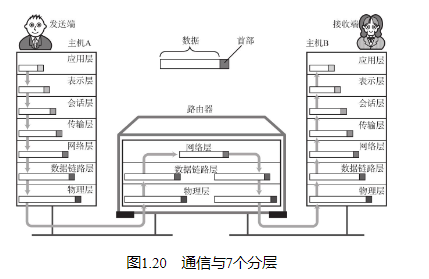 发送端
主机A
应用层
表示层
会话层
传输层
网络层
数据链路层
物理层
数据
首部
路由器
网络层
数据链路层
物理层
接收端
主机B
应用层
表示层
会话层
传输层
网络层
数据链路层
物理层
图1.20 通信与7个分层